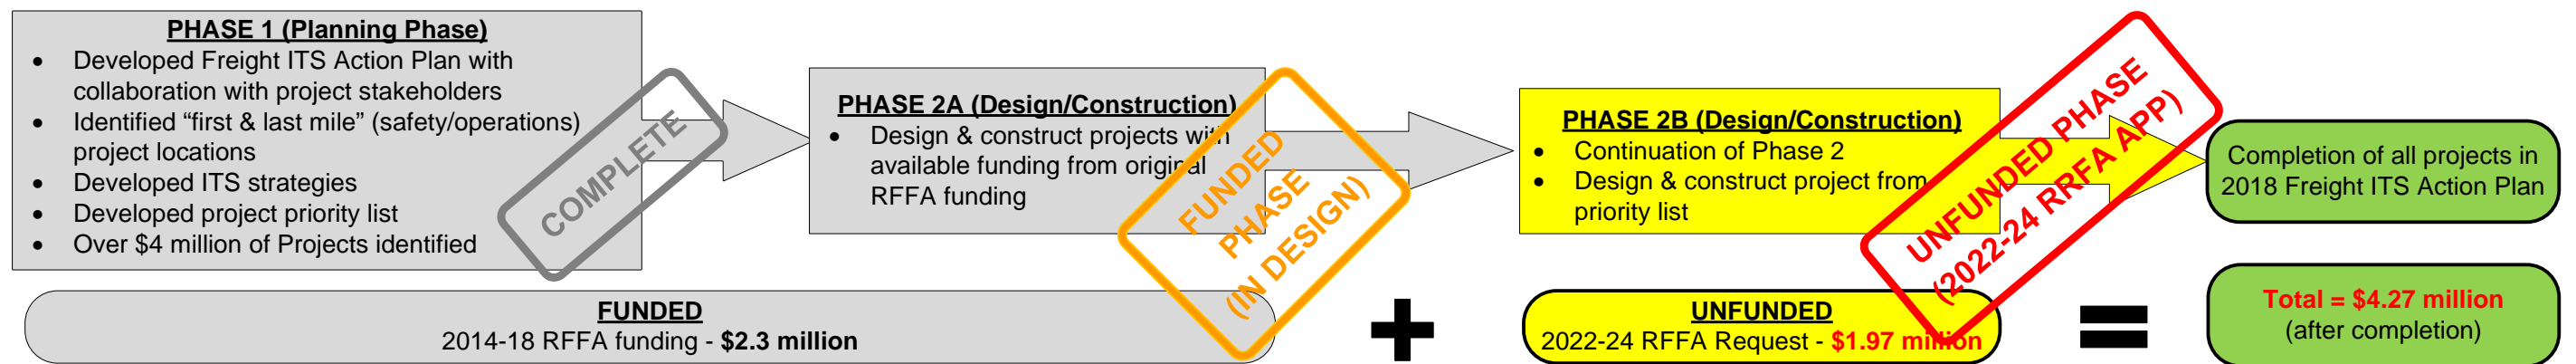 PHASE 1 (Planning Phase)
• Developed Freight ITS Action Plan with
collaboration with project stakeholders
• Identified “first & last mile” (safety/operations)
project locations
• Developed ITS strategies
• Developed project priority list
• Over $4 million of Projects identified
COMPLETE
PHASE 2A (Design/Construction)
• Design & construct projects with
available funding from original
RFFA funding
FUNDED
PHASE
(IN DESIGN)
PHASE 2B (Design/Construction)
• Continuation of Phase 2
• Design & construct project from
priority list
UNFUNDED PHASE
(2022-24 RRFA APP)
Completion of all projects in
2018 Freight ITS Action Plan
FUNDED
2014-18 RFFA funding - $2.3 million
+
UNFUNDED
2022-24 RFFA Request - $1.97 million
=
Total = $4.27 million
(after completion)